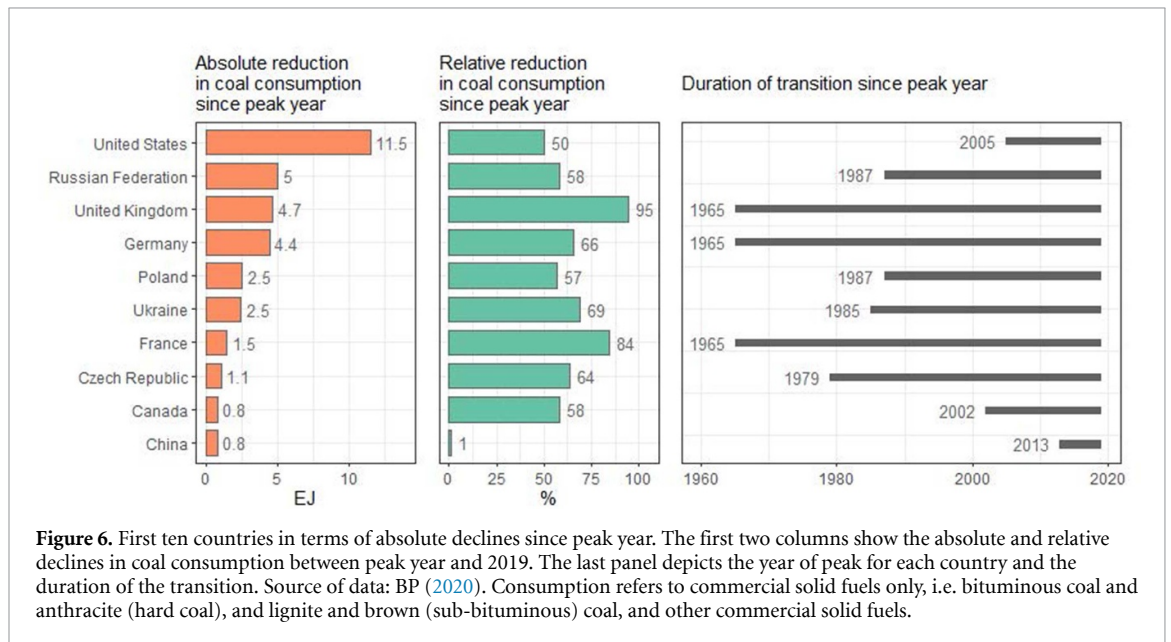 Absolute reduction
in coal consumption
since peak year
Relative reduction
in coal consumption
since peak year
Duration of transition since peak year
United States 11.5 50 2005
Russian Federation 5 58 1987
United Kingdom 4.7 95 1965
Germany 4.4 66 1965
Poland 2.5 57 1987
Ukraine 2.5 69 1985
France 1.5 84 1965
Czech Republic 1.1 64 1979
Canada 0.8 58 2002
China 0.8 1 2013
0 5 10 0 25 50 75 100 1960 1980 2000 2020
EJ %
Figure 6. First ten countries in terms of absolute declines since peak year. The first two columns show the absolute and relative
declines in coal consumption between peak year and 2019. The last panel depicts the year of peak for each country and the
duration of the transition. Source of data: BP (2020). Consumption refers to commercial solid fuels only, i.e. bituminous coal and
anthracite (hard coal), and lignite and brown (sub-bituminous) coal, and other commercial solid fuels.